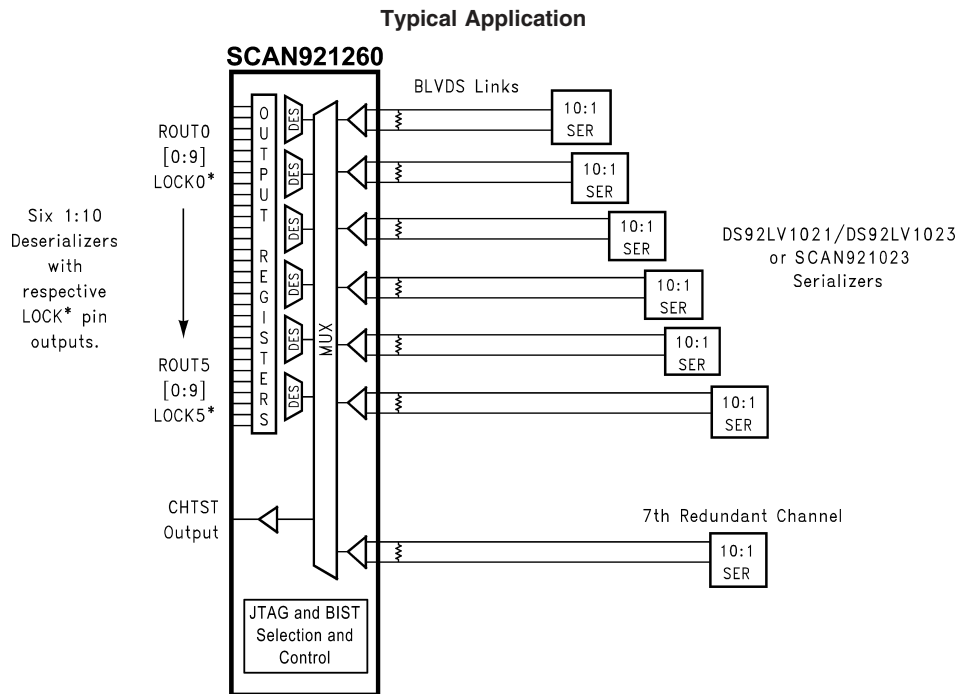 Typical Application
SCAN921260
BLVDS Links
ROUT0
[0:9]
LOCK0*
Six 1:10
Deserializers
with
respective
LOCK* pin
outputs.
ROUT5
[0:9]
LOCK5*
OUTPUT REGISTERS
DES
DES
DES
DES
DES
DES
MUX
10:1
SER
10:1
SER
10:1
SER
10:1
SER
10:1
SER
10:1
SER
DS92LV1021/DS92LV1023
or SCAN921023
Serializers
CHTST
Output
7th Redundant Channel
10:1
SER
JTAG and BIST
Selection and
Control